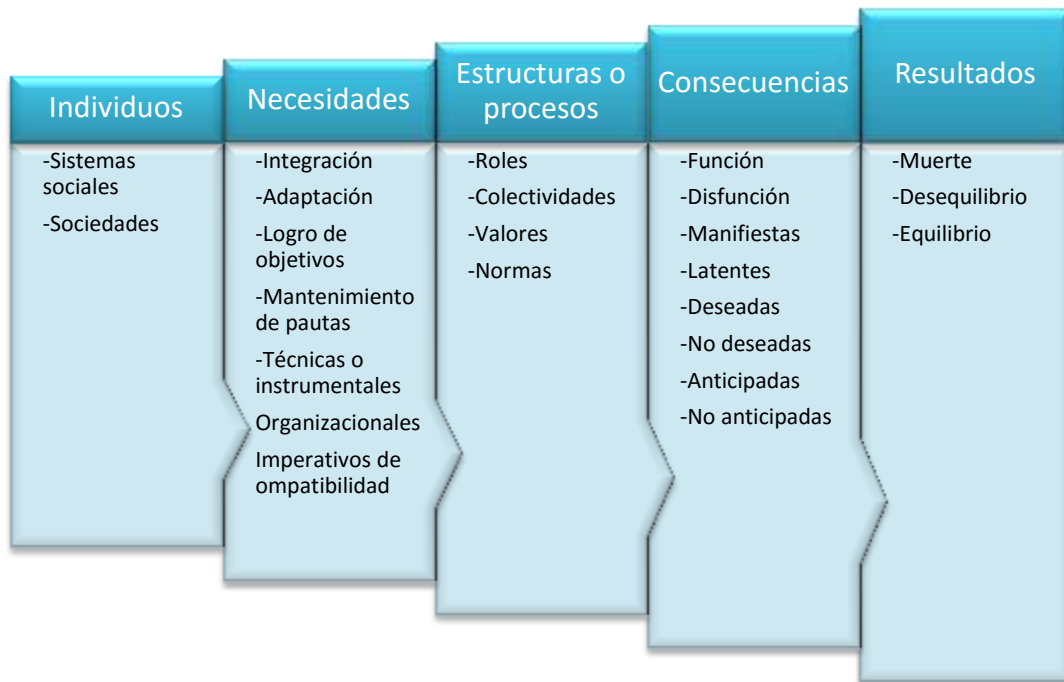 Individuos
-Sistemas
sociales
-Sociedades
Necesidades
-Integración
-Adaptación
-Logro de
objetivos
-Mantenimiento
de pautas
-Técnicas o
instrumentales
Organizacionales
Imperativos de
ompatibilidad
Estructuras o
procesos
-Roles
-Colectividades
-Valores
-Normas
Consecuencias
-Función
-Disfunción
-Manifiestas
-Latentes
-Deseadas
-No deseadas
-Anticipadas
-No anticipadas
Resultados
-Muerte
-Desequilibrio
-Equilibrio